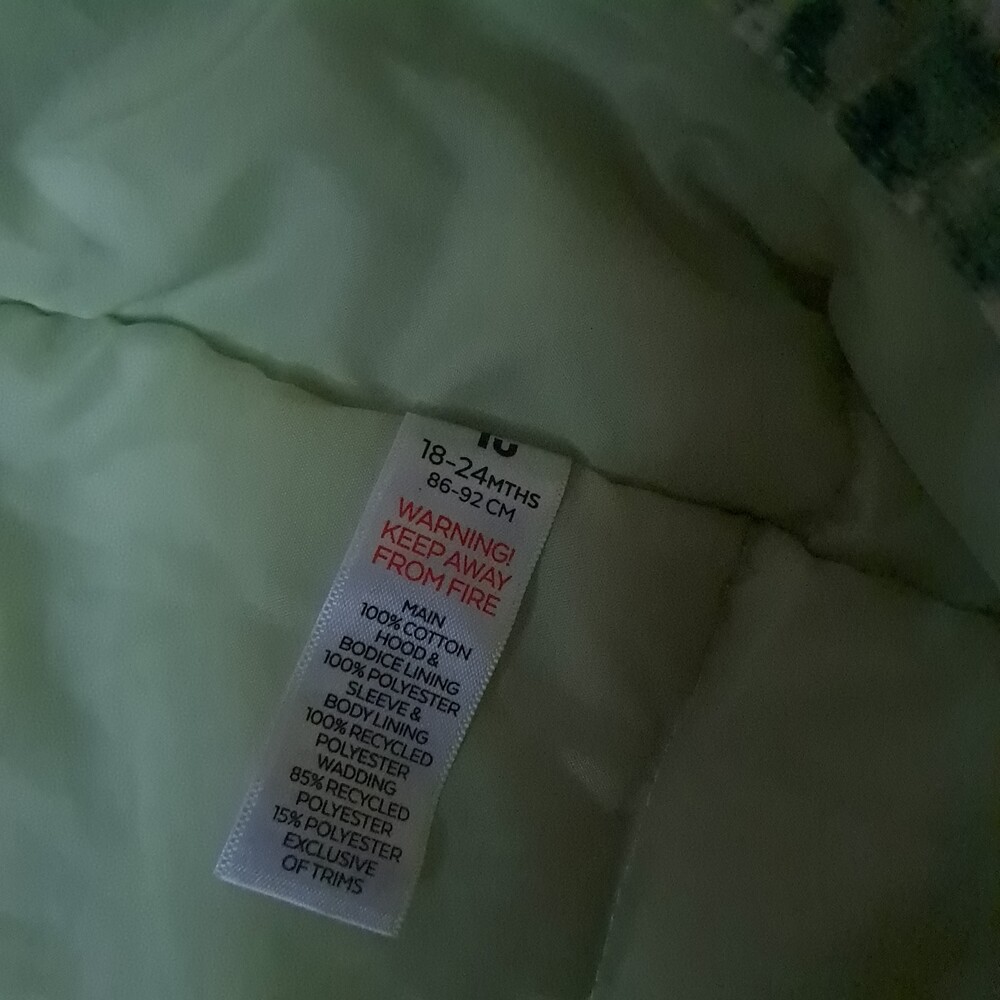 18-24MTHS
86-92 CM
WARNING!
KEEP AWAY
FROM FIRE
MAIN
100% COTTON
HOOD &
BODICE LINING
100% POLYESTER
SLEEVE &
BODY LINING
100% RECYCLED
POLYESTER
WADDING
85% RECYCLED
POLYESTER
15% POLYESTER
EXCLUSIVE
OF TRIMS